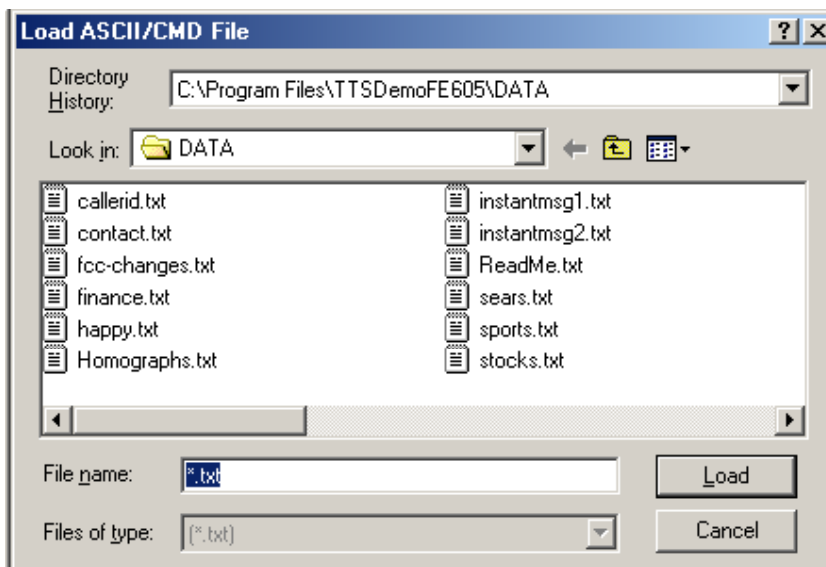 Load ASCII/CMD File
Directory History:
C:\Program Files\TTSDemoFE605\DATA
Look in:
DATA
callerid.txt
contact.txt
fcc-changes.txt
finance.txt
happy.txt
Homographs.txt
instantmsg1.txt
instantmsg2.txt
ReadMe.txt
sears.txt
sports.txt
stocks.txt
File name:
*.txt
Load
Files of type:
(*.txt)
Cancel